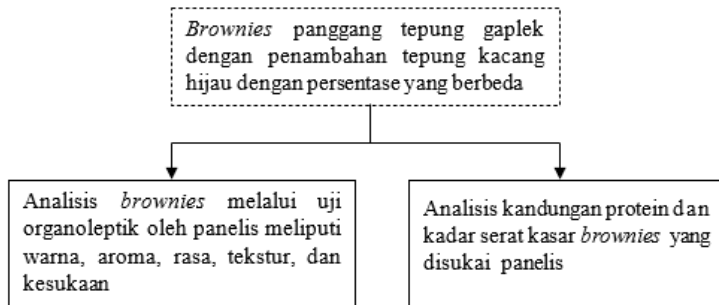 Brownies panggang tepung gaplek
dengan penambahan tepung kacang
hijau dengan persentase yang berbeda
Analisis brownies melalui uji
organoleptik oleh panelis meliputi
warna, aroma, rasa, tekstur, dan
kesukaan
Analisis kandungan protein dan
kadar serat kasar brownies yang
disukai panelis